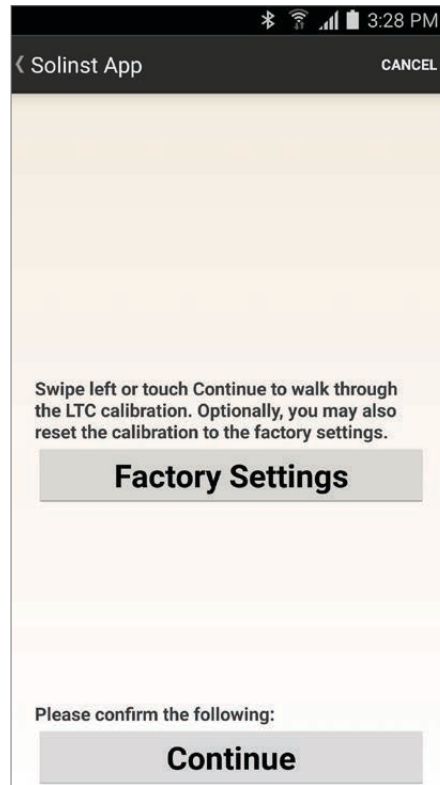 3:28 PM
Solinst App
CANCEL
Swipe left or touch Continue to walk through
the LTC calibration. Optionally, you may also
reset the calibration to the factory settings.
Factory Settings
Please confirm the following:
Continue